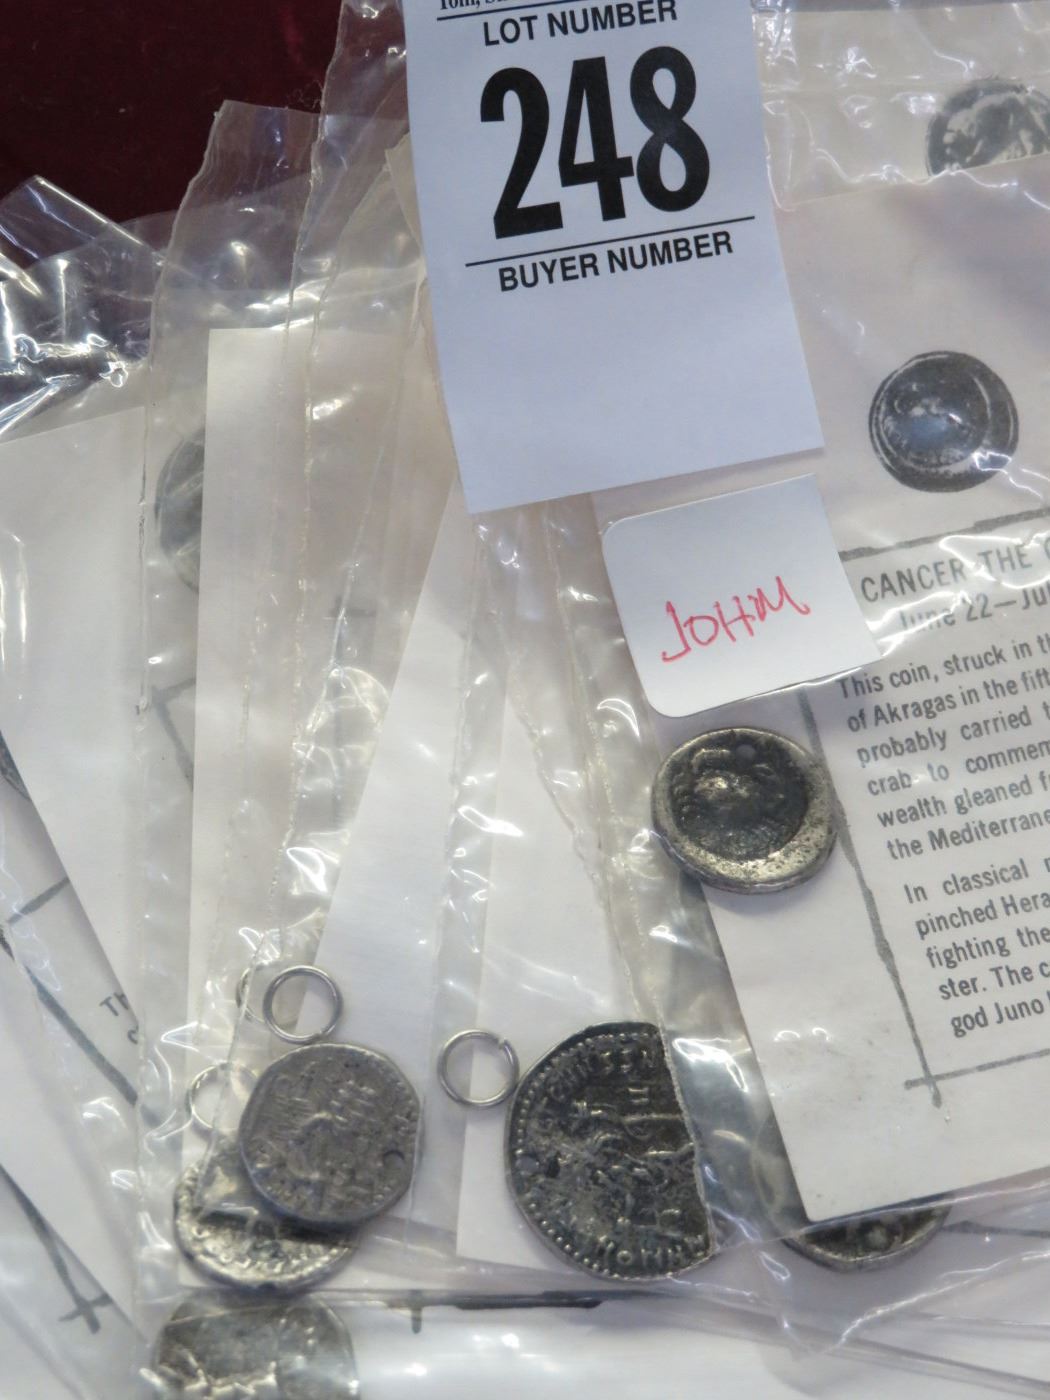 LOT NUMBER
248
BUYER NUMBER
JOHM
CANCER THE
June 22—Ju
This coin, struck in th
of Akragas in the fift
probably carried t
crab to commem
wealth gleaned f
the Mediterrane
In classical
pinched Hera
fighting the
ster. The c
god Juno